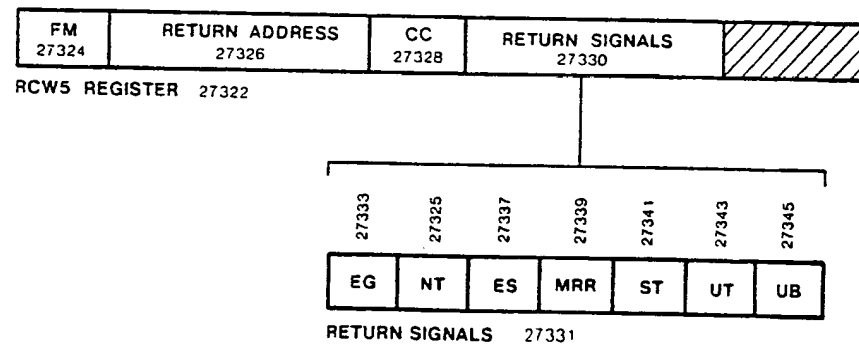 FM RETURN ADDRESS CC RETURN SIGNALS
27324 27326 27328 27330
RCW5 REGISTER 27322
27333 27325 27337 27339 27341 27343 27345
EG NT ES MRR ST UT UB
RETURN SIGNALS 27331